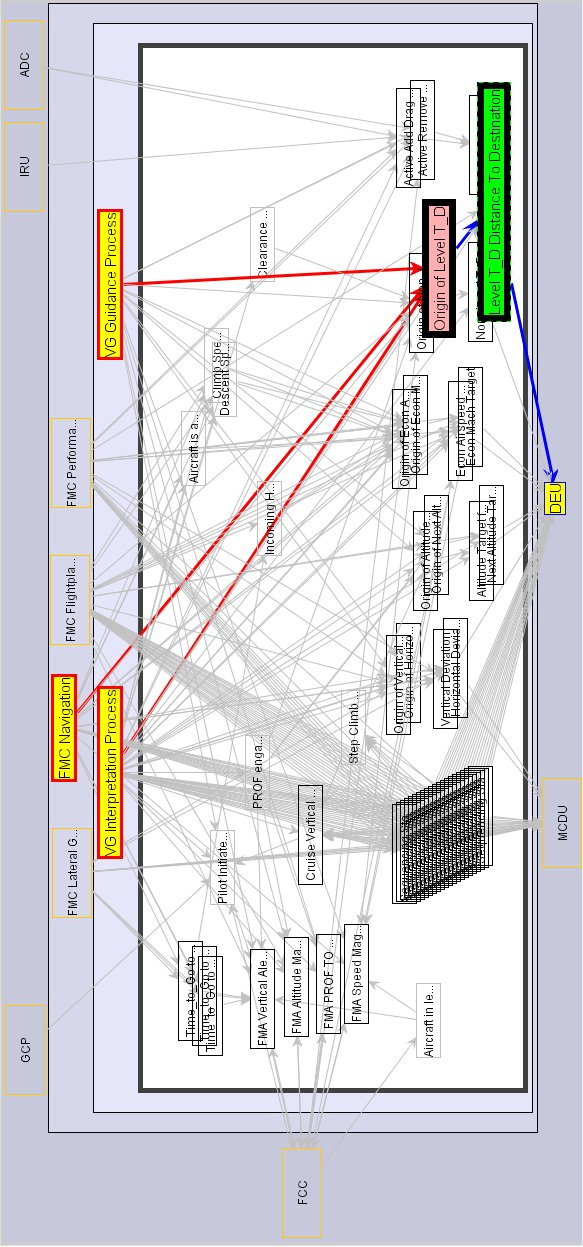 ADC
IRU
GCP
FCC
MCDU
DEU
FMC Performa...
FMC Flightpla...
FMC Navigation
FMC Lateral G...
VG Guidance Process
VG Interpretation Process
Clearance ...
Climb Spe...
Descent Sp...
Aircraft is a...
Incoming H...
PROF enga...
Step Climb ...
Pilot Initiate...
Cruise Vertical ...
Time_to_Go to ...
Time_to_Go to ...
Time_to_Go to ...
FMA Vertical Ale...
FMA Altitude Ma...
FMA PROF TO ...
FMA Speed Mag...
Aircraft in le...
Active Add Drag ...
Active Remove ...
Origin of Level T_D
Level T_D Distance To Destination
Origin of Econ A...
Origin of Econ M...
Econ Airspeed ...
Econ Mach Target
Origin of Altitude...
Origin of Next Alt...
Altitude Target f...
Next Altitude Tar...
Origin of Vertical...
Origin of Horizo...
Vertical Deviation
Horizontal Devia...